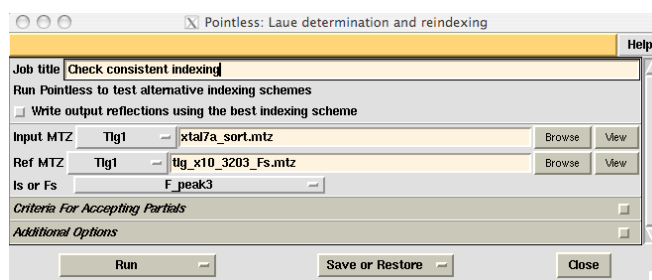 X Pointless: Laue determination and reindexing
Help
Job title Check consistent indexing
Run Pointless to test alternative indexing schemes
Write output reflections using the best indexing scheme
Input MTZ Tlg1 xtal7a_sort.mtz Browse View
Ref MTZ Tlg1 tlg_x10_3203_Fs.mtz Browse View
Is or Fs F_peak3
Criteria For Accepting Partials
Additional Options
Run Save or Restore Close